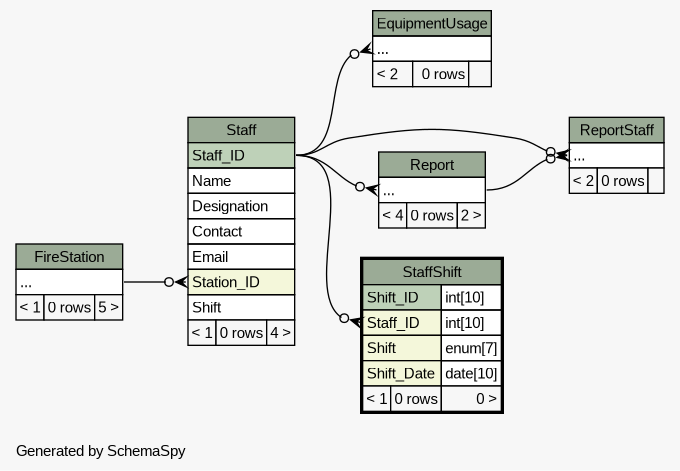 EquipmentUsage
...
< 2 0 rows
Staff
Staff_ID
Name
Designation
Contact
Email
Station_ID
Shift
< 1 0 rows 4 >
ReportStaff
...
< 2 0 rows
Report
...
< 4 0 rows 2 >
FireStation
...
< 1 0 rows 5 >
StaffShift
Shift_ID int[10]
Staff_ID int[10]
Shift enum[7]
Shift_Date date[10]
< 1 0 rows 0 >
Generated by SchemaSpy